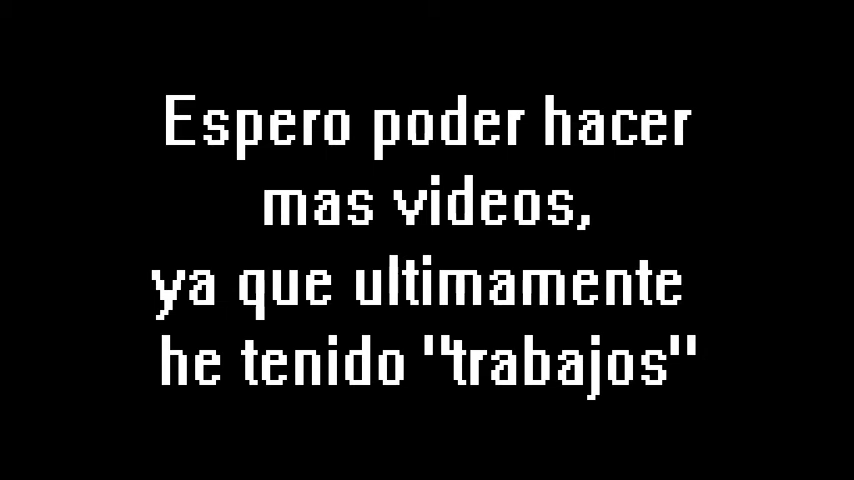 Espero poder hacer
mas videos,
ya que ultimamente
he tenido "trabajos"